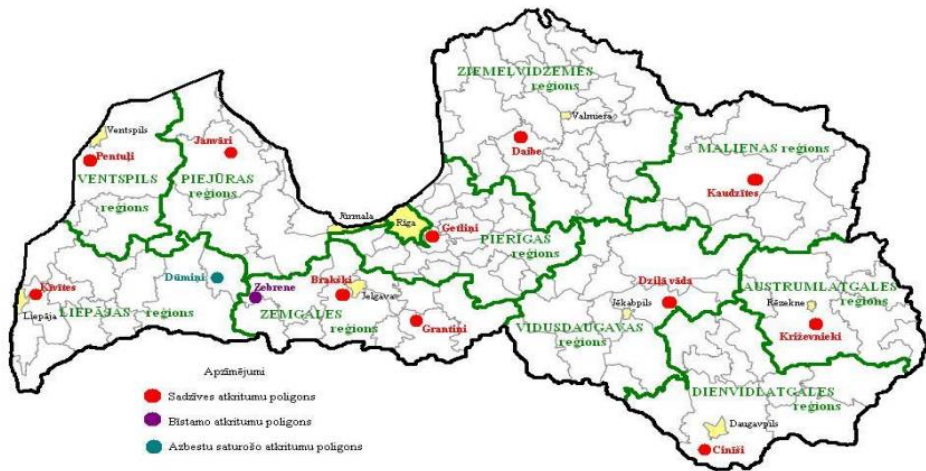 ZIEMEĻVIDZEMES
reģions
Valmiera
Daibe
Ventspils
Pentuļi
VENTSPILS
reģions
Janvāri
PIEJŪRAS
reģions
MALIENAS reģions
Kaudzītes
Jūrmala
Rīga
Getliņi
PIERĪGAS
reģions
Ķīvītes
Liepāja
LIEPĀJAS reģions
Dūmiņi
Zebrene
Brakšķi
Jelgava
ZEMGALES
reģions
Grantiņi
Dziļā vāda
Jēkabpils
VIDUSDAUGAVAS
reģions
AUSTRUMLATGALES
Rēzekne reģions
Križevnieki
DIENVIDLATGALES
reģions
Daugavpils
Cinīši
Apzīmējumi
Sadzīves atkritumu poligons
Bīstamo atkritumu poligons
Azbestu saturošo atkritumu poligons